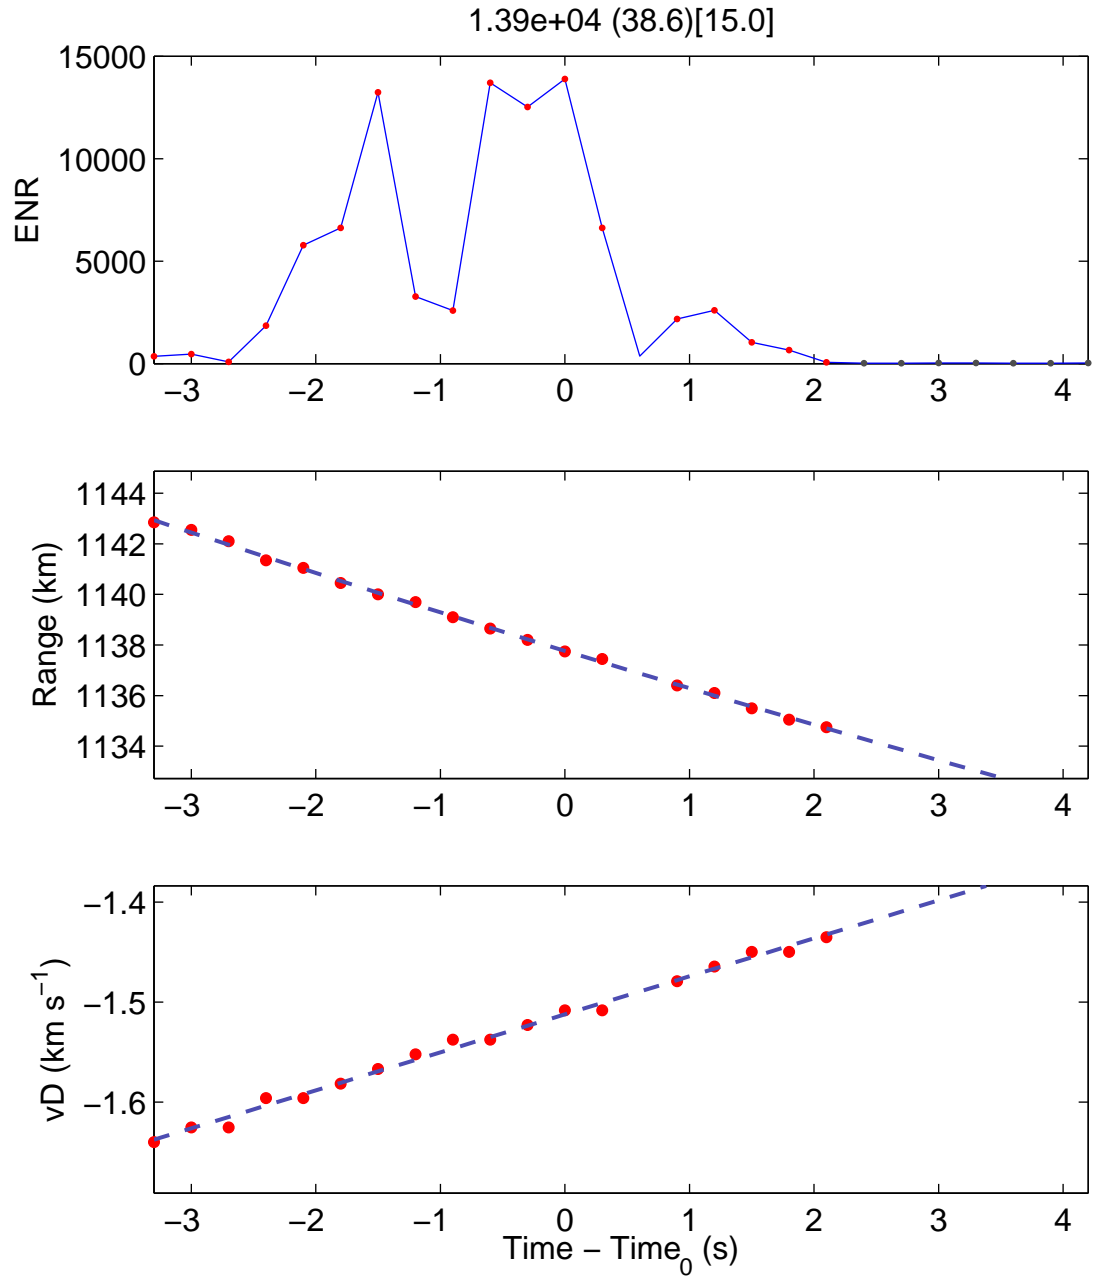 1.39e+04 (38.6)[15.0]
15000
10000
5000
0
ENR
−3 −2 −1 0 1 2 3 4
1144
1142
1140
1138
1136
1134
Range (km)
−3 −2 −1 0 1 2 3 4
−1.4
−1.5
−1.6
vD (km s−1)
−3 −2 −1 0 1 2 3 4
Time − Time0 (s)